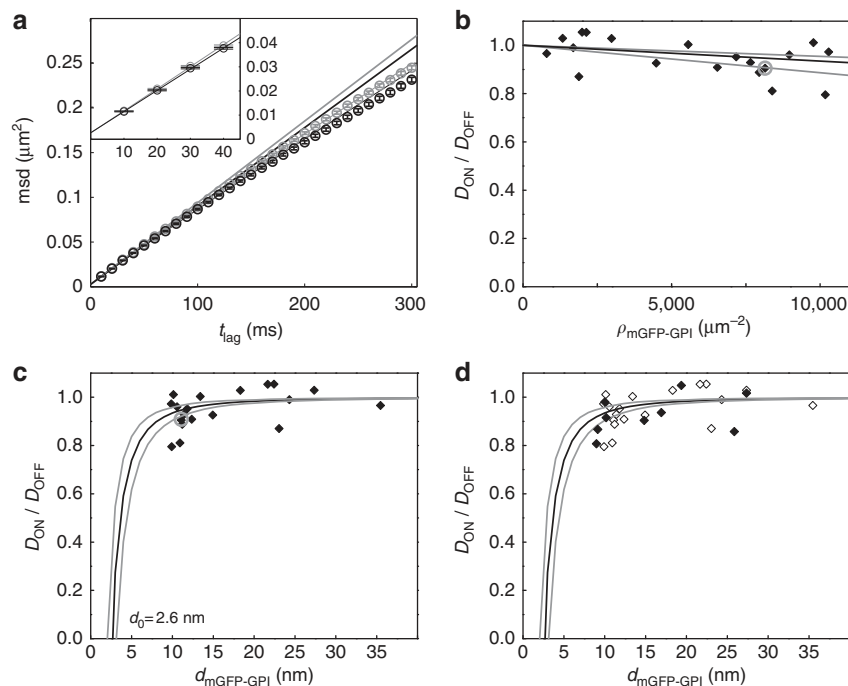 a
msd (μm²)
0.25
0.2
0.15
0.1
0.05
0
0.04
0.03
0.02
0.01
0
10 20 30 40
0 100 200 300
t_lag (ms)
b
D_ON / D_OFF
1.0
0.8
0.6
0.4
0.2
0.0
0 5,000 10,000
ρ_mGFP-GPI (μm⁻²)
c
D_ON / D_OFF
1.0
0.8
0.6
0.4
0.2
0.0
d₀=2.6 nm
0 5 10 15 20 25 30 35
d_mGFP-GPI (nm)
d
D_ON / D_OFF
1.0
0.8
0.6
0.4
0.2
0.0
0 5 10 15 20 25 30 35
d_mGFP-GPI (nm)